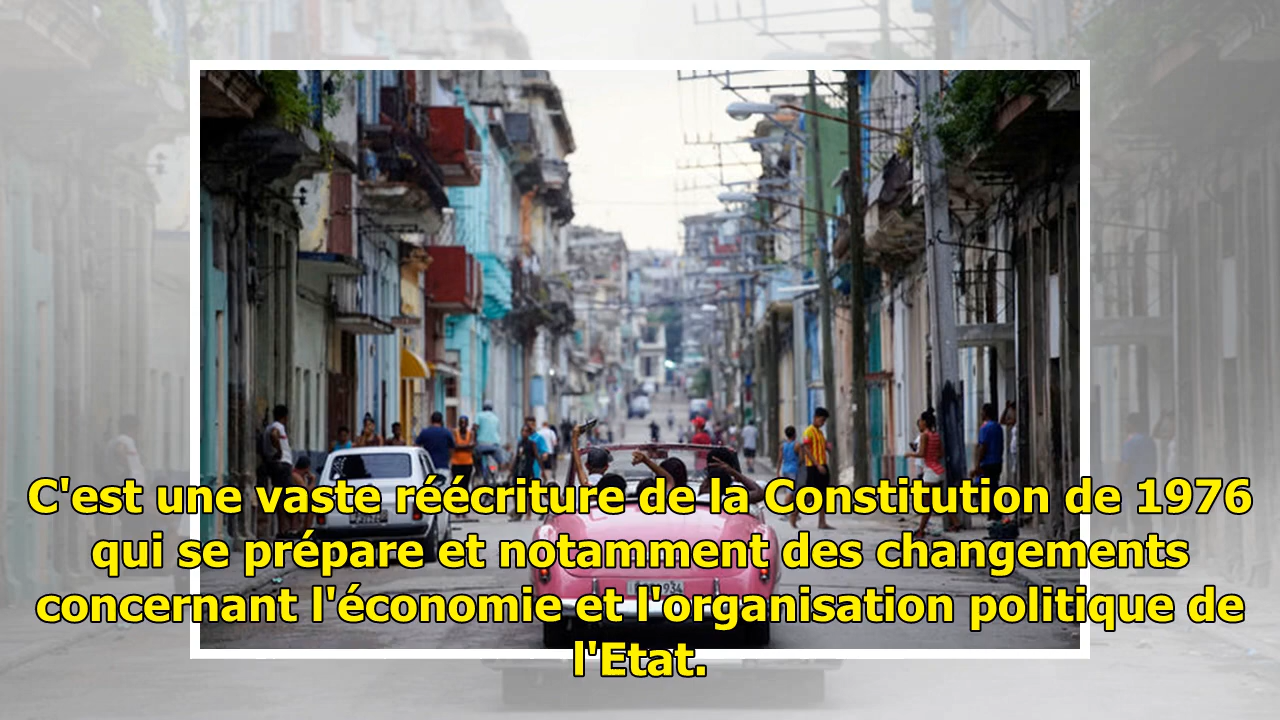 C'est une vaste réécriture de la Constitution de 1976
qui se prépare et notamment des changements
concernant l'économie et l'organisation politique de
l'Etat.